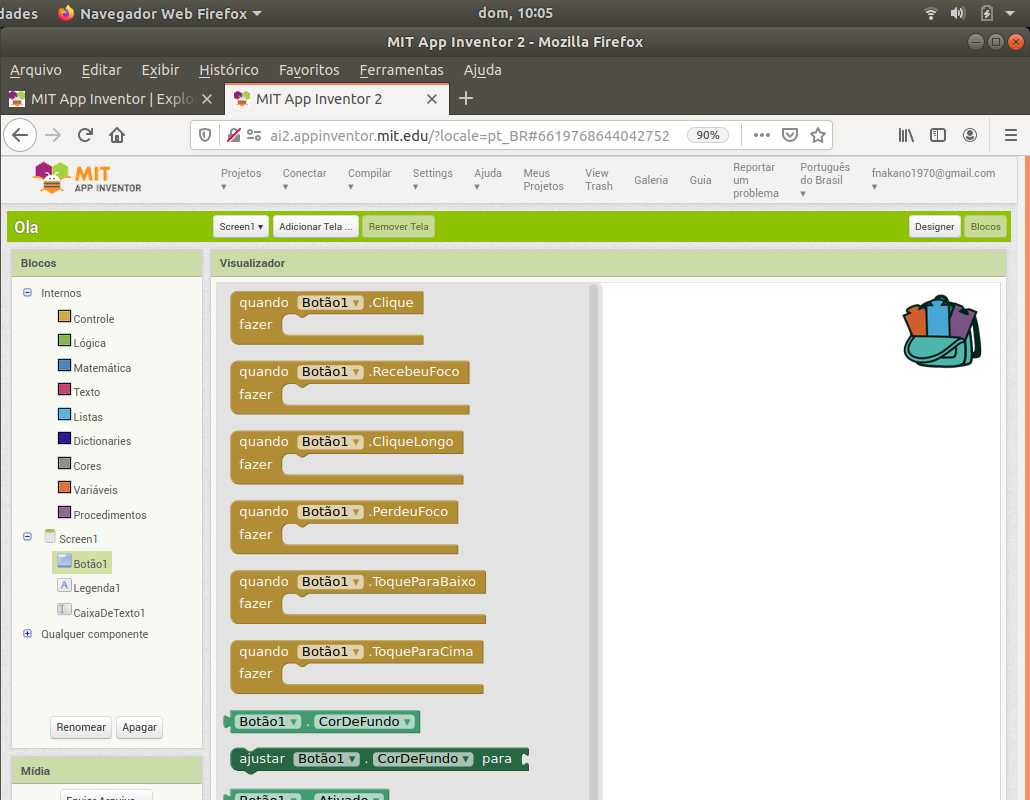 dades Navegador Web Firefox dom, 10:05
MIT App Inventor 2 - Mozilla Firefox
Arquivo Editar Exibir Histórico Favoritos Ferramentas Ajuda
MIT App Inventor | Explo MIT App Inventor 2
ai2.appinventor.mit.edu/?locale=pt_BR#6619768644042752 90%
MIT
APP INVENTOR
Projetos
Conectar
Compilar
Settings
Ajuda
Meus
Projetos
View
Trash
Galeria
Guia
Reportar
um
problema
Português
do Brasil
fnakano1970@gmail.com
Ola Screen1 Adicionar Tela ... Remover Tela Designer Blocos
Blocos
Internos
Controle
Lógica
Matemática
Texto
Listas
Dictionaries
Cores
Variáveis
Procedimentos
Screen1
Botão1
A Legenda1
CaixaDeTexto1
Qualquer componente
Renomear Apagar
Mídia
Enviar Arquivo ...
Visualizador
quando Botão1 .Clique
fazer
quando Botão1 .RecebeuFoco
fazer
quando Botão1 .CliqueLongo
fazer
quando Botão1 .PerdeuFoco
fazer
quando Botão1 .ToqueParaBaixo
fazer
quando Botão1 .ToqueParaCima
fazer
Botão1 . CorDeFundo
ajustar Botão1 . CorDeFundo para
Botão1 . Ativado